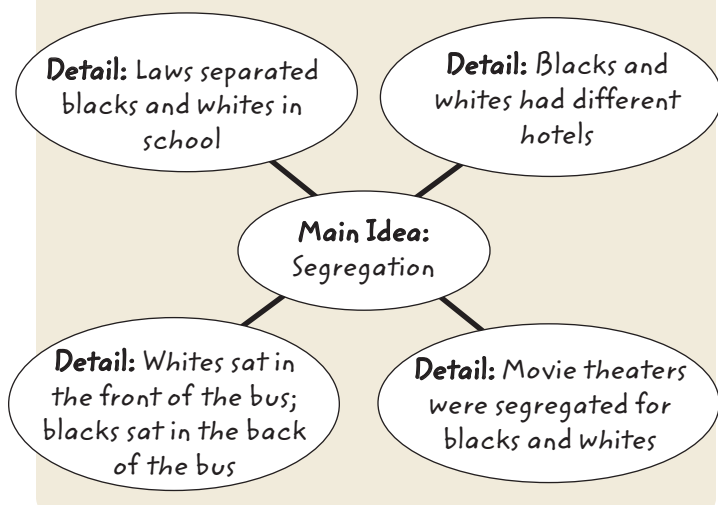 Detail: Laws separated
blacks and whites in
school
Detail: Blacks and
whites had different
hotels
Main Idea:
Segregation
Detail: Whites sat in
the front of the bus;
blacks sat in the back
of the bus
Detail: Movie theaters
were segregated for
blacks and whites